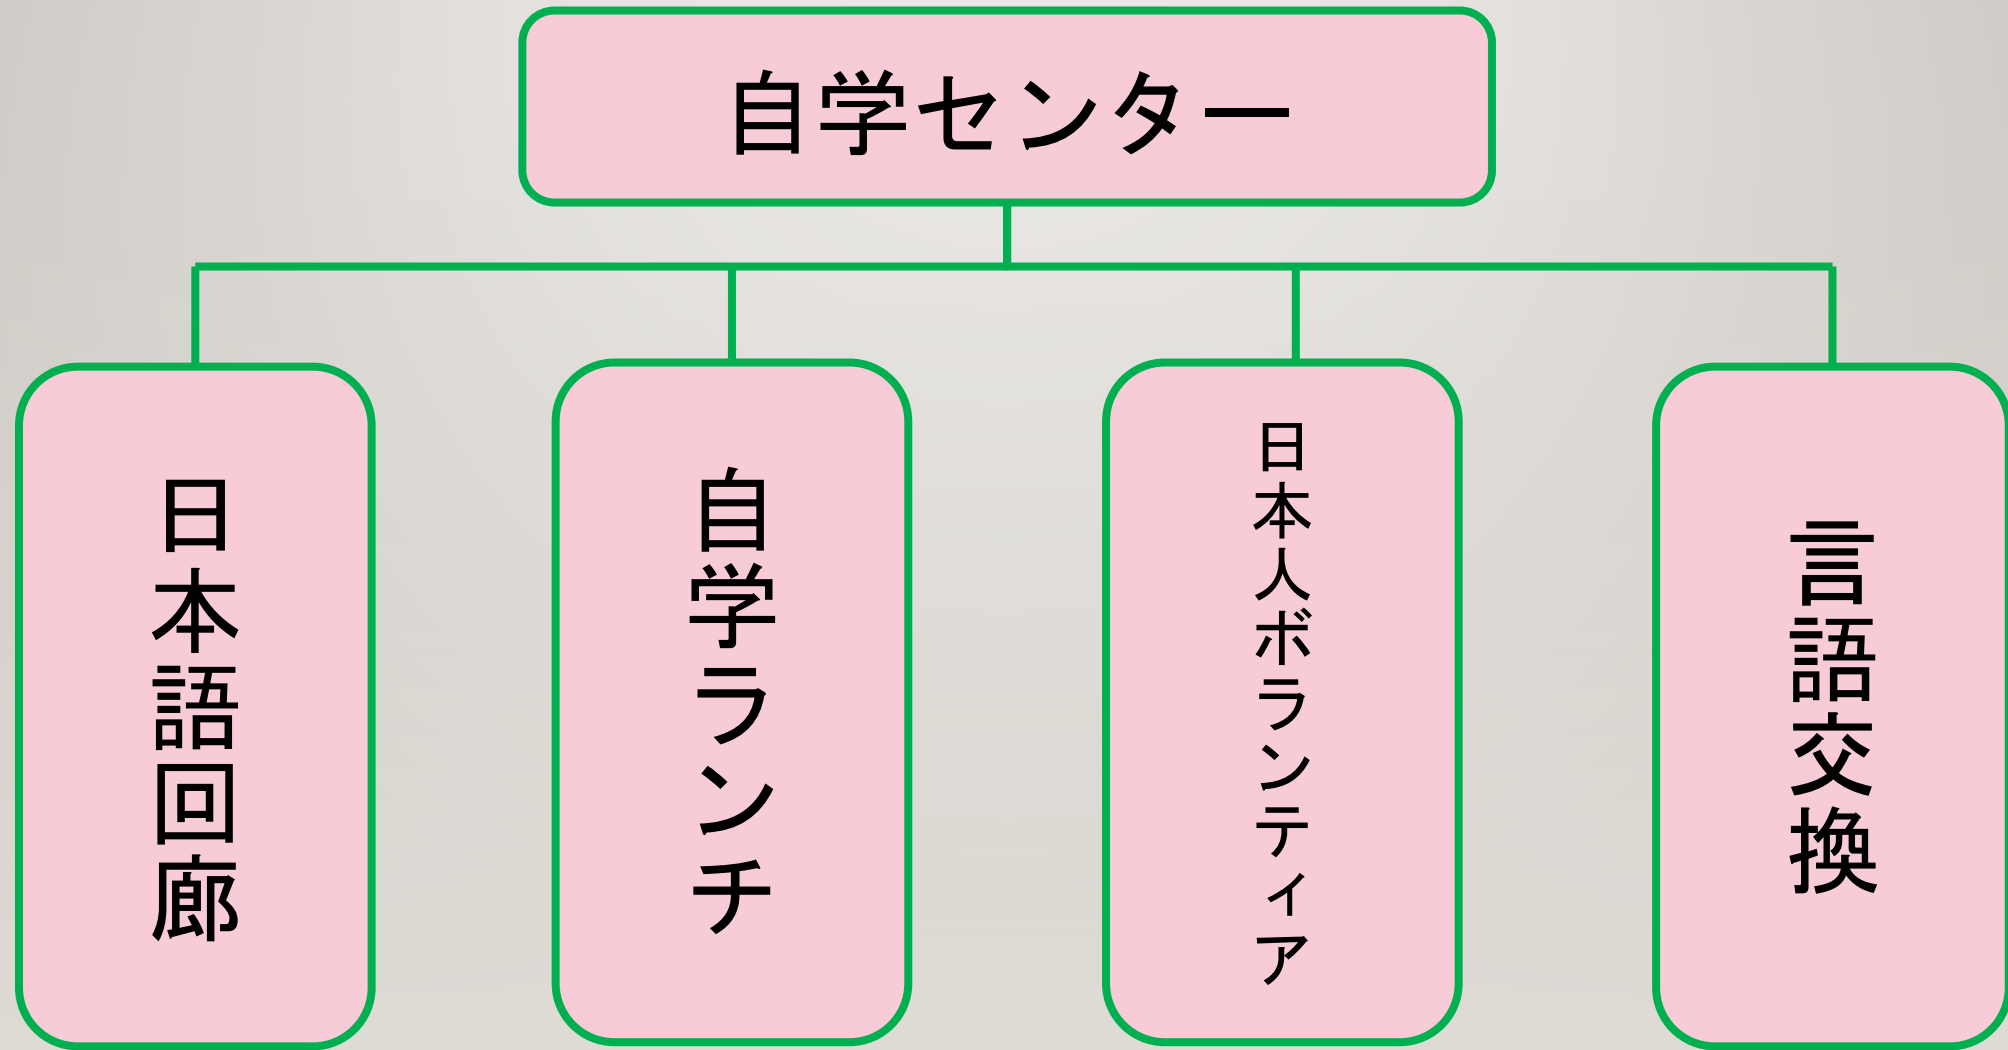 自学センター
日本語回廊
自学ランチ
日本人ボランティア
言語交換